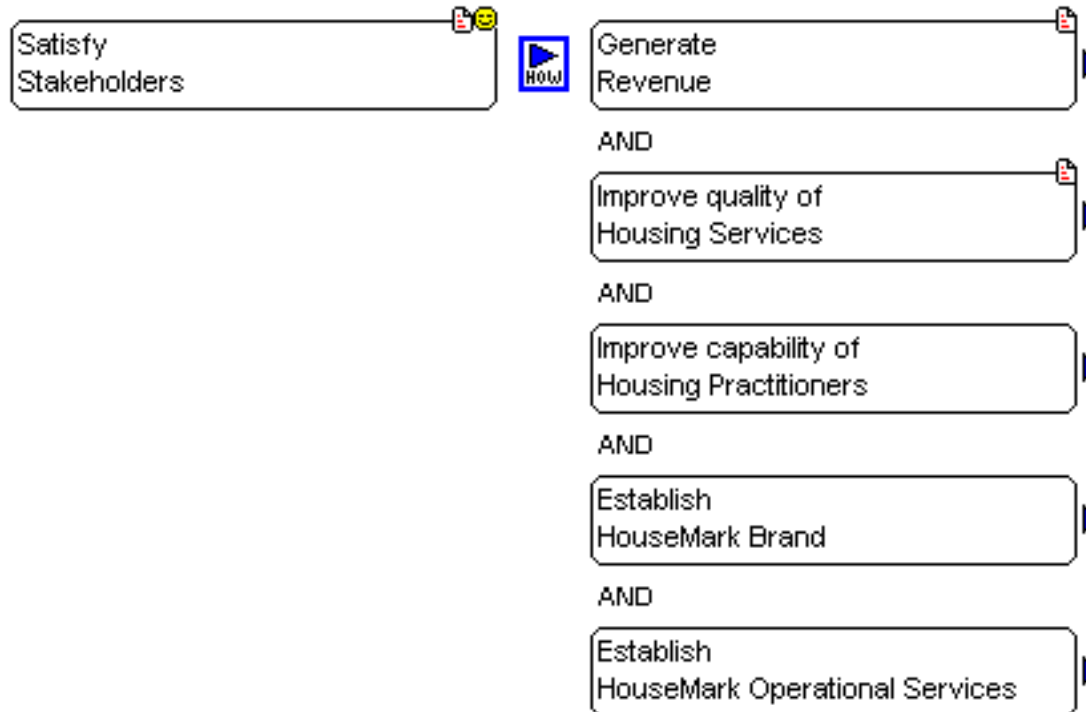 Satisfy
Stakeholders
HOW
Generate
Revenue
AND
Improve quality of
Housing Services
AND
Improve capability of
Housing Practitioners
AND
Establish
HouseMark Brand
AND
Establish
HouseMark Operational Services